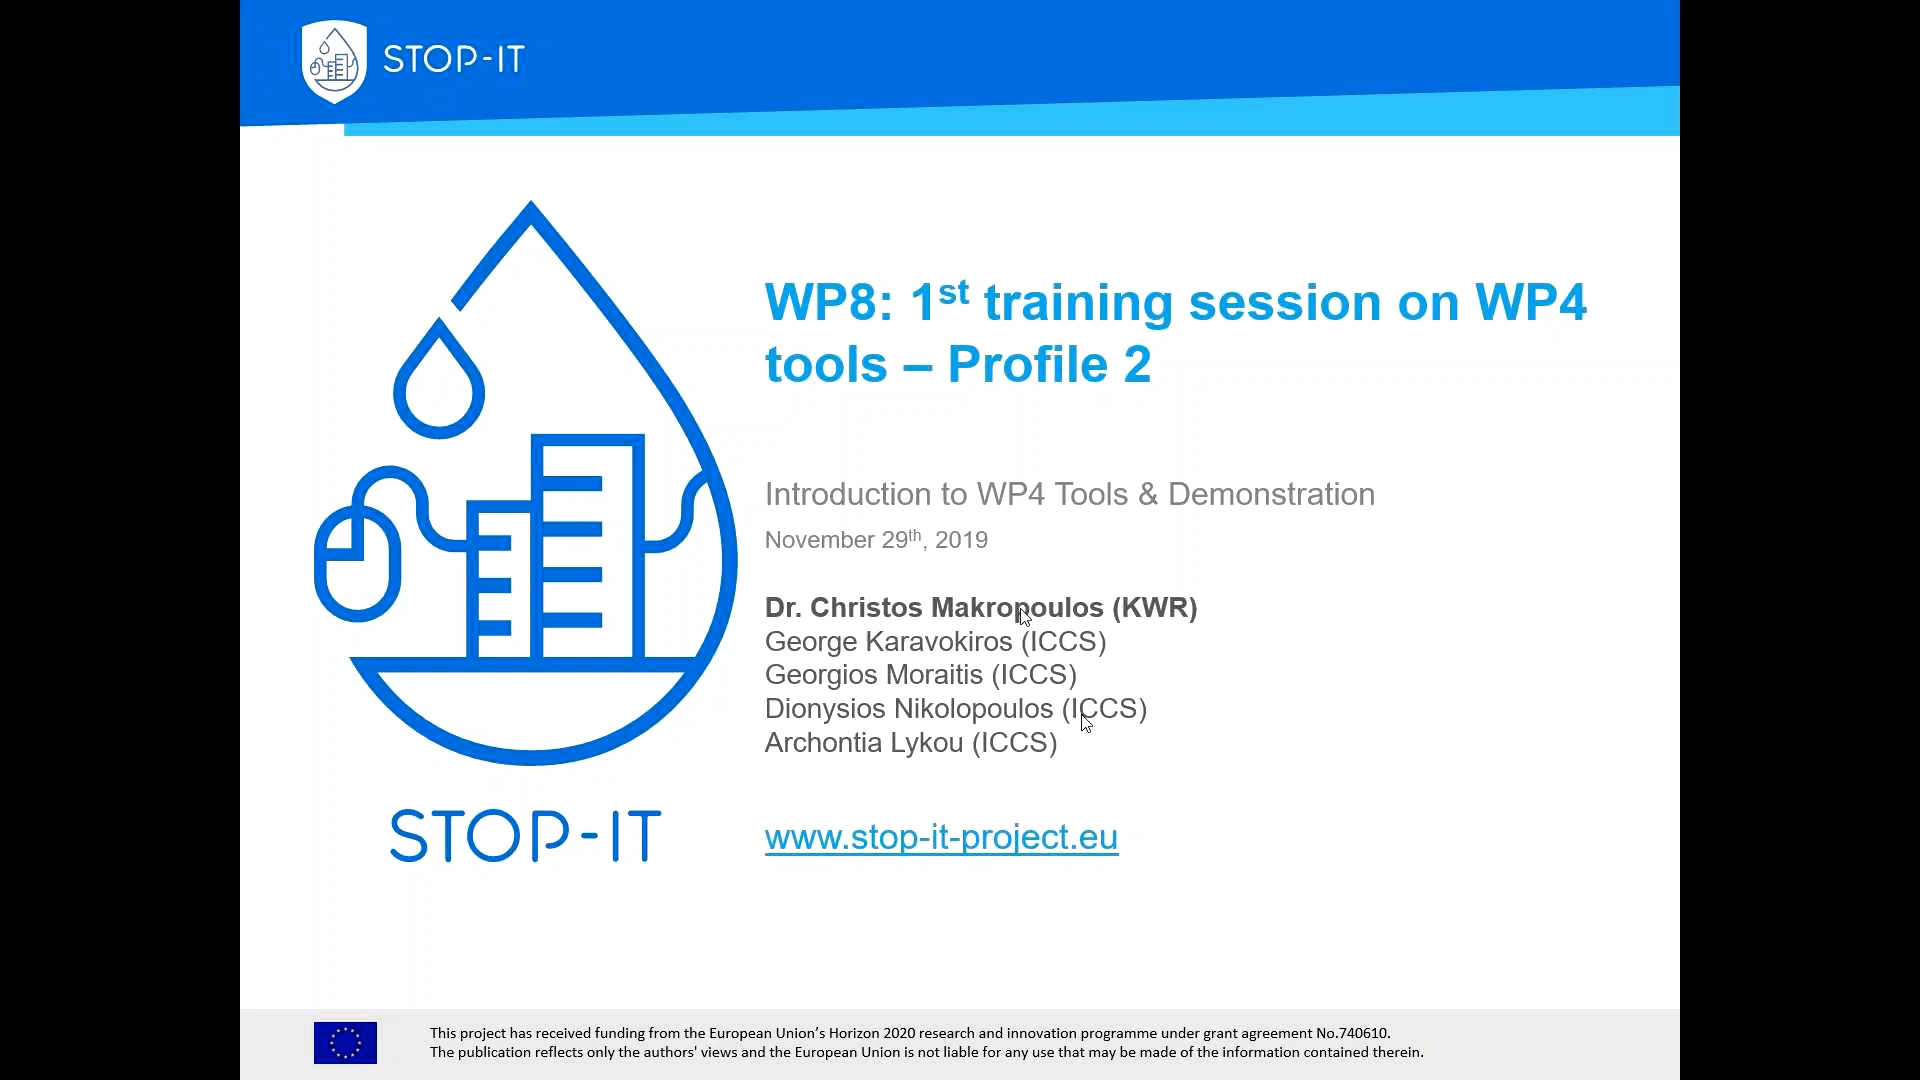 STOP-IT
WP8: 1st training session on WP4
tools – Profile 2
Introduction to WP4 Tools & Demonstration
November 29th, 2019
Dr. Christos Makropoulos (KWR)
George Karavokiros (ICCS)
Georgios Moraitis (ICCS)
Dionysios Nikolopoulos (ICCS)
Archontia Lykou (ICCS)
STOP-IT
www.stop-it-project.eu
This project has received funding from the European Union’s Horizon 2020 research and innovation programme under grant agreement No.740610.
The publication reflects only the authors' views and the European Union is not liable for any use that may be made of the information contained therein.